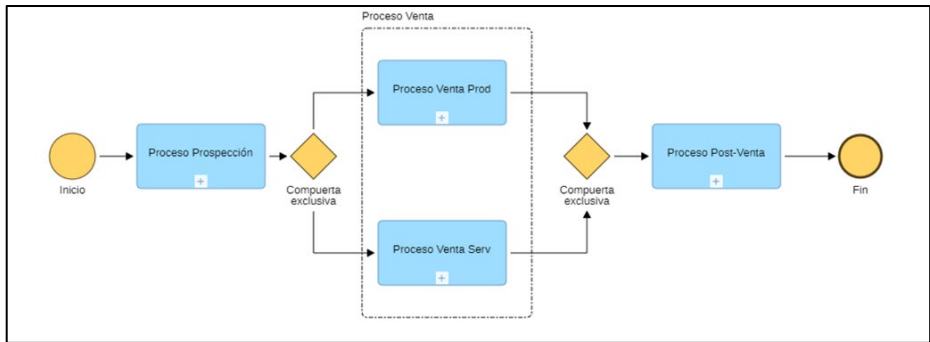 Proceso Venta
Proceso Venta Prod
Proceso Prospección
Proceso Post-Venta
Inicio
Compuerta
exclusiva
Compuerta
exclusiva
Fin
Proceso Venta Serv